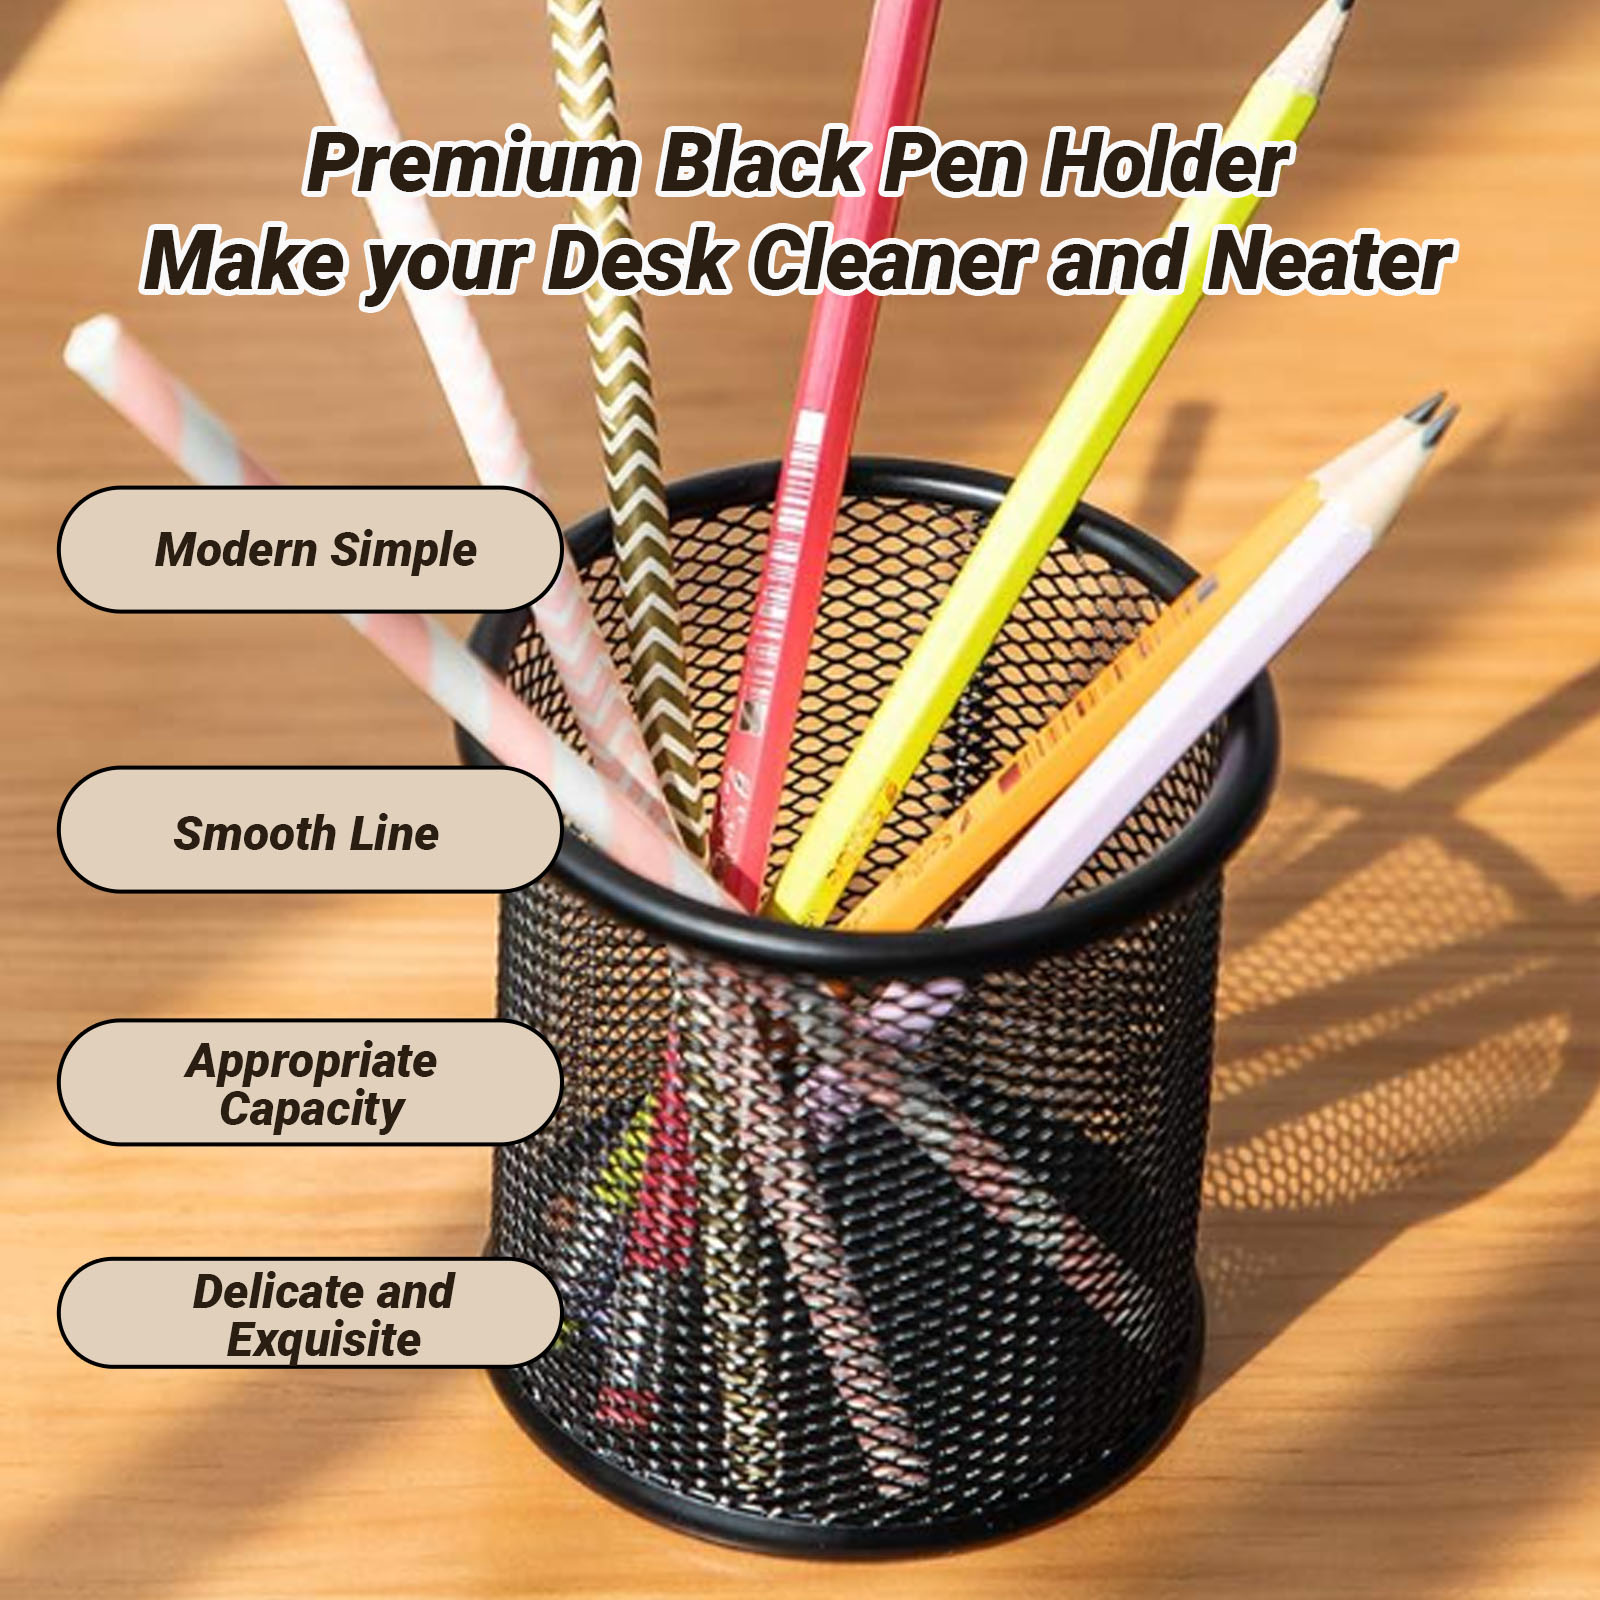 Premium Black Pen Holder
Make your Desk Cleaner and Neater
Modern Simple
Smooth Line
Appropriate
Capacity
Delicate and
Exquisite